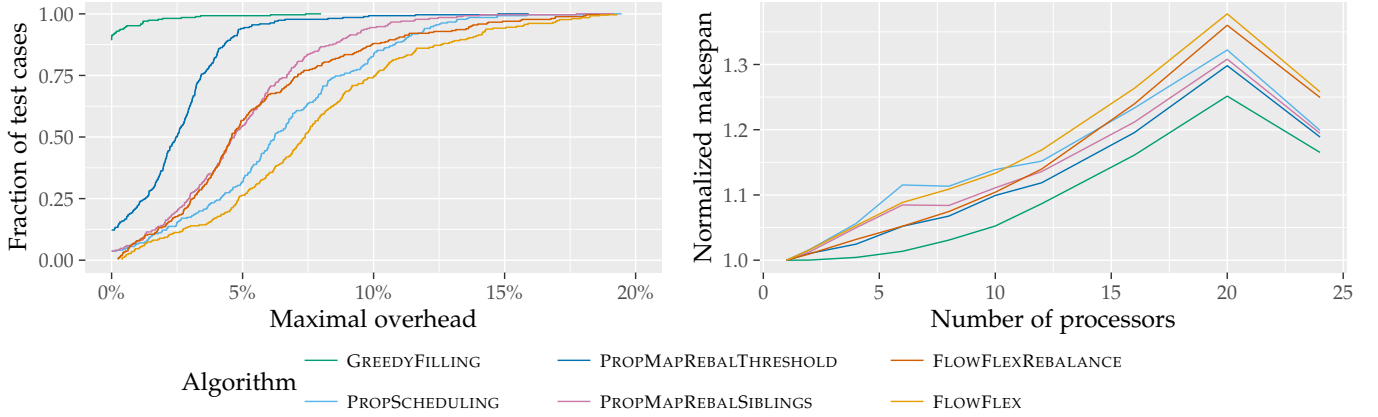 Fraction of test cases
1.00
0.75
0.50
0.25
0.00
0% 5% 10% 15% 20%
Maximal overhead
Normalized makespan
1.3
1.2
1.1
1.0
0 5 10 15 20 25
Number of processors
Algorithm
GREEDYFILLING PROPMAPREBALTHRESHOLD FLOWFLEXREBALANCE
PROPSCHEDULING PROPMAPREBALSIBLINGS FLOWFLEX